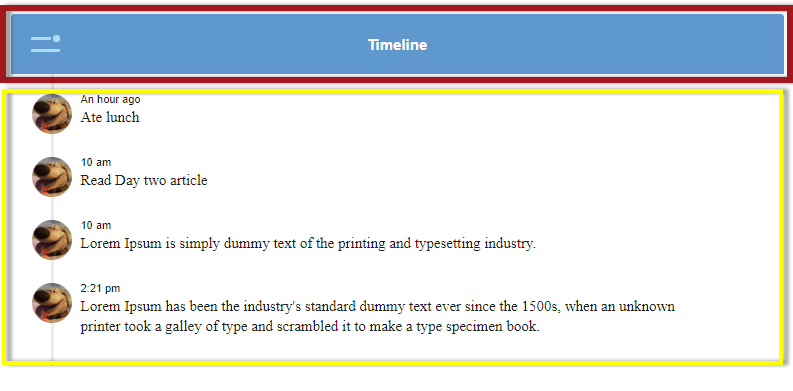 Timeline
An hour ago
Ate lunch
10 am
Read Day two article
10 am
Lorem Ipsum is simply dummy text of the printing and typesetting industry.
2:21 pm
Lorem Ipsum has been the industry's standard dummy text ever since the 1500s, when an unknown
printer took a galley of type and scrambled it to make a type specimen book.